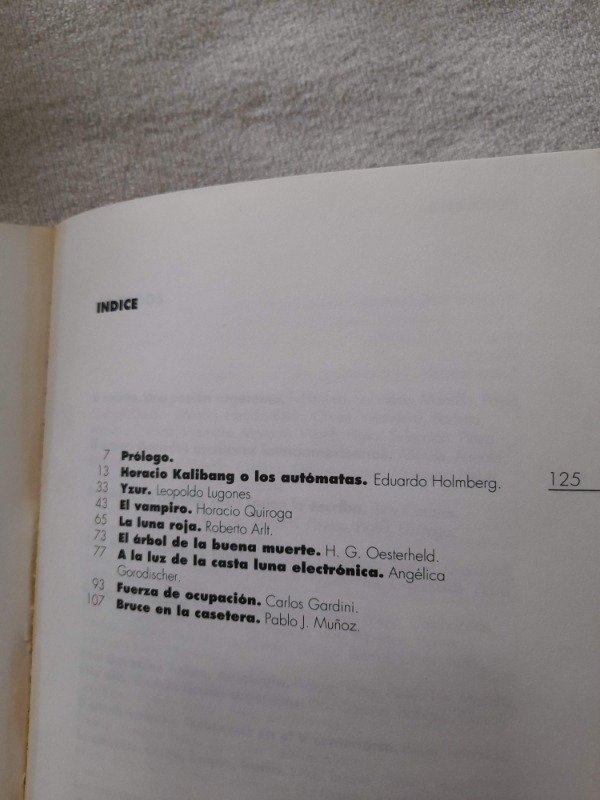 INDICE
7 Prólogo.
13 Horacio Kalibang o los autómatas. Eduardo Holmberg.
33 Yzur. Leopoldo Lugones
43 El vampiro. Horacio Quiroga
65 La luna roja. Roberto Arlt.
73 El árbol de la buena muerte. H. G. Oesterheld.
77 A la luz de la casta luna electrónica. Angélica
Gorodischer.
93 Fuerza de ocupación. Carlos Gardini.
107 Bruce en la casetera. Pablo J. Muñoz.
125